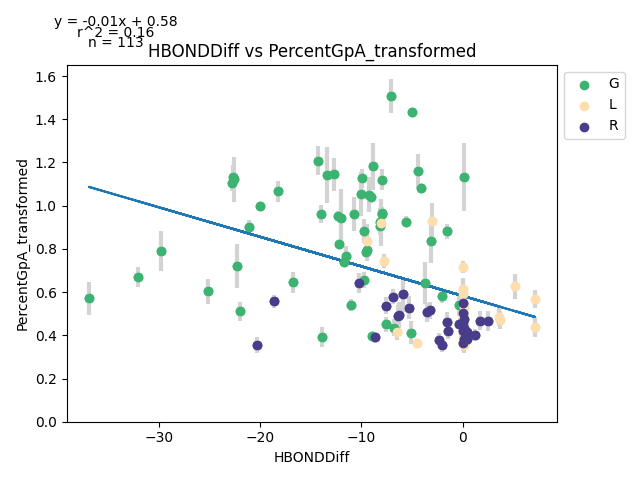 y = -0.01x + 0.58
r^2 = 0.16
n = 113
HBONDDiff vs PercentGpA_transformed
G
L
R
PercentGpA_transformed
1.6
1.4
1.2
1.0
0.8
0.6
0.4
0.2
0.0
−30 −20 −10 0
HBONDDiff